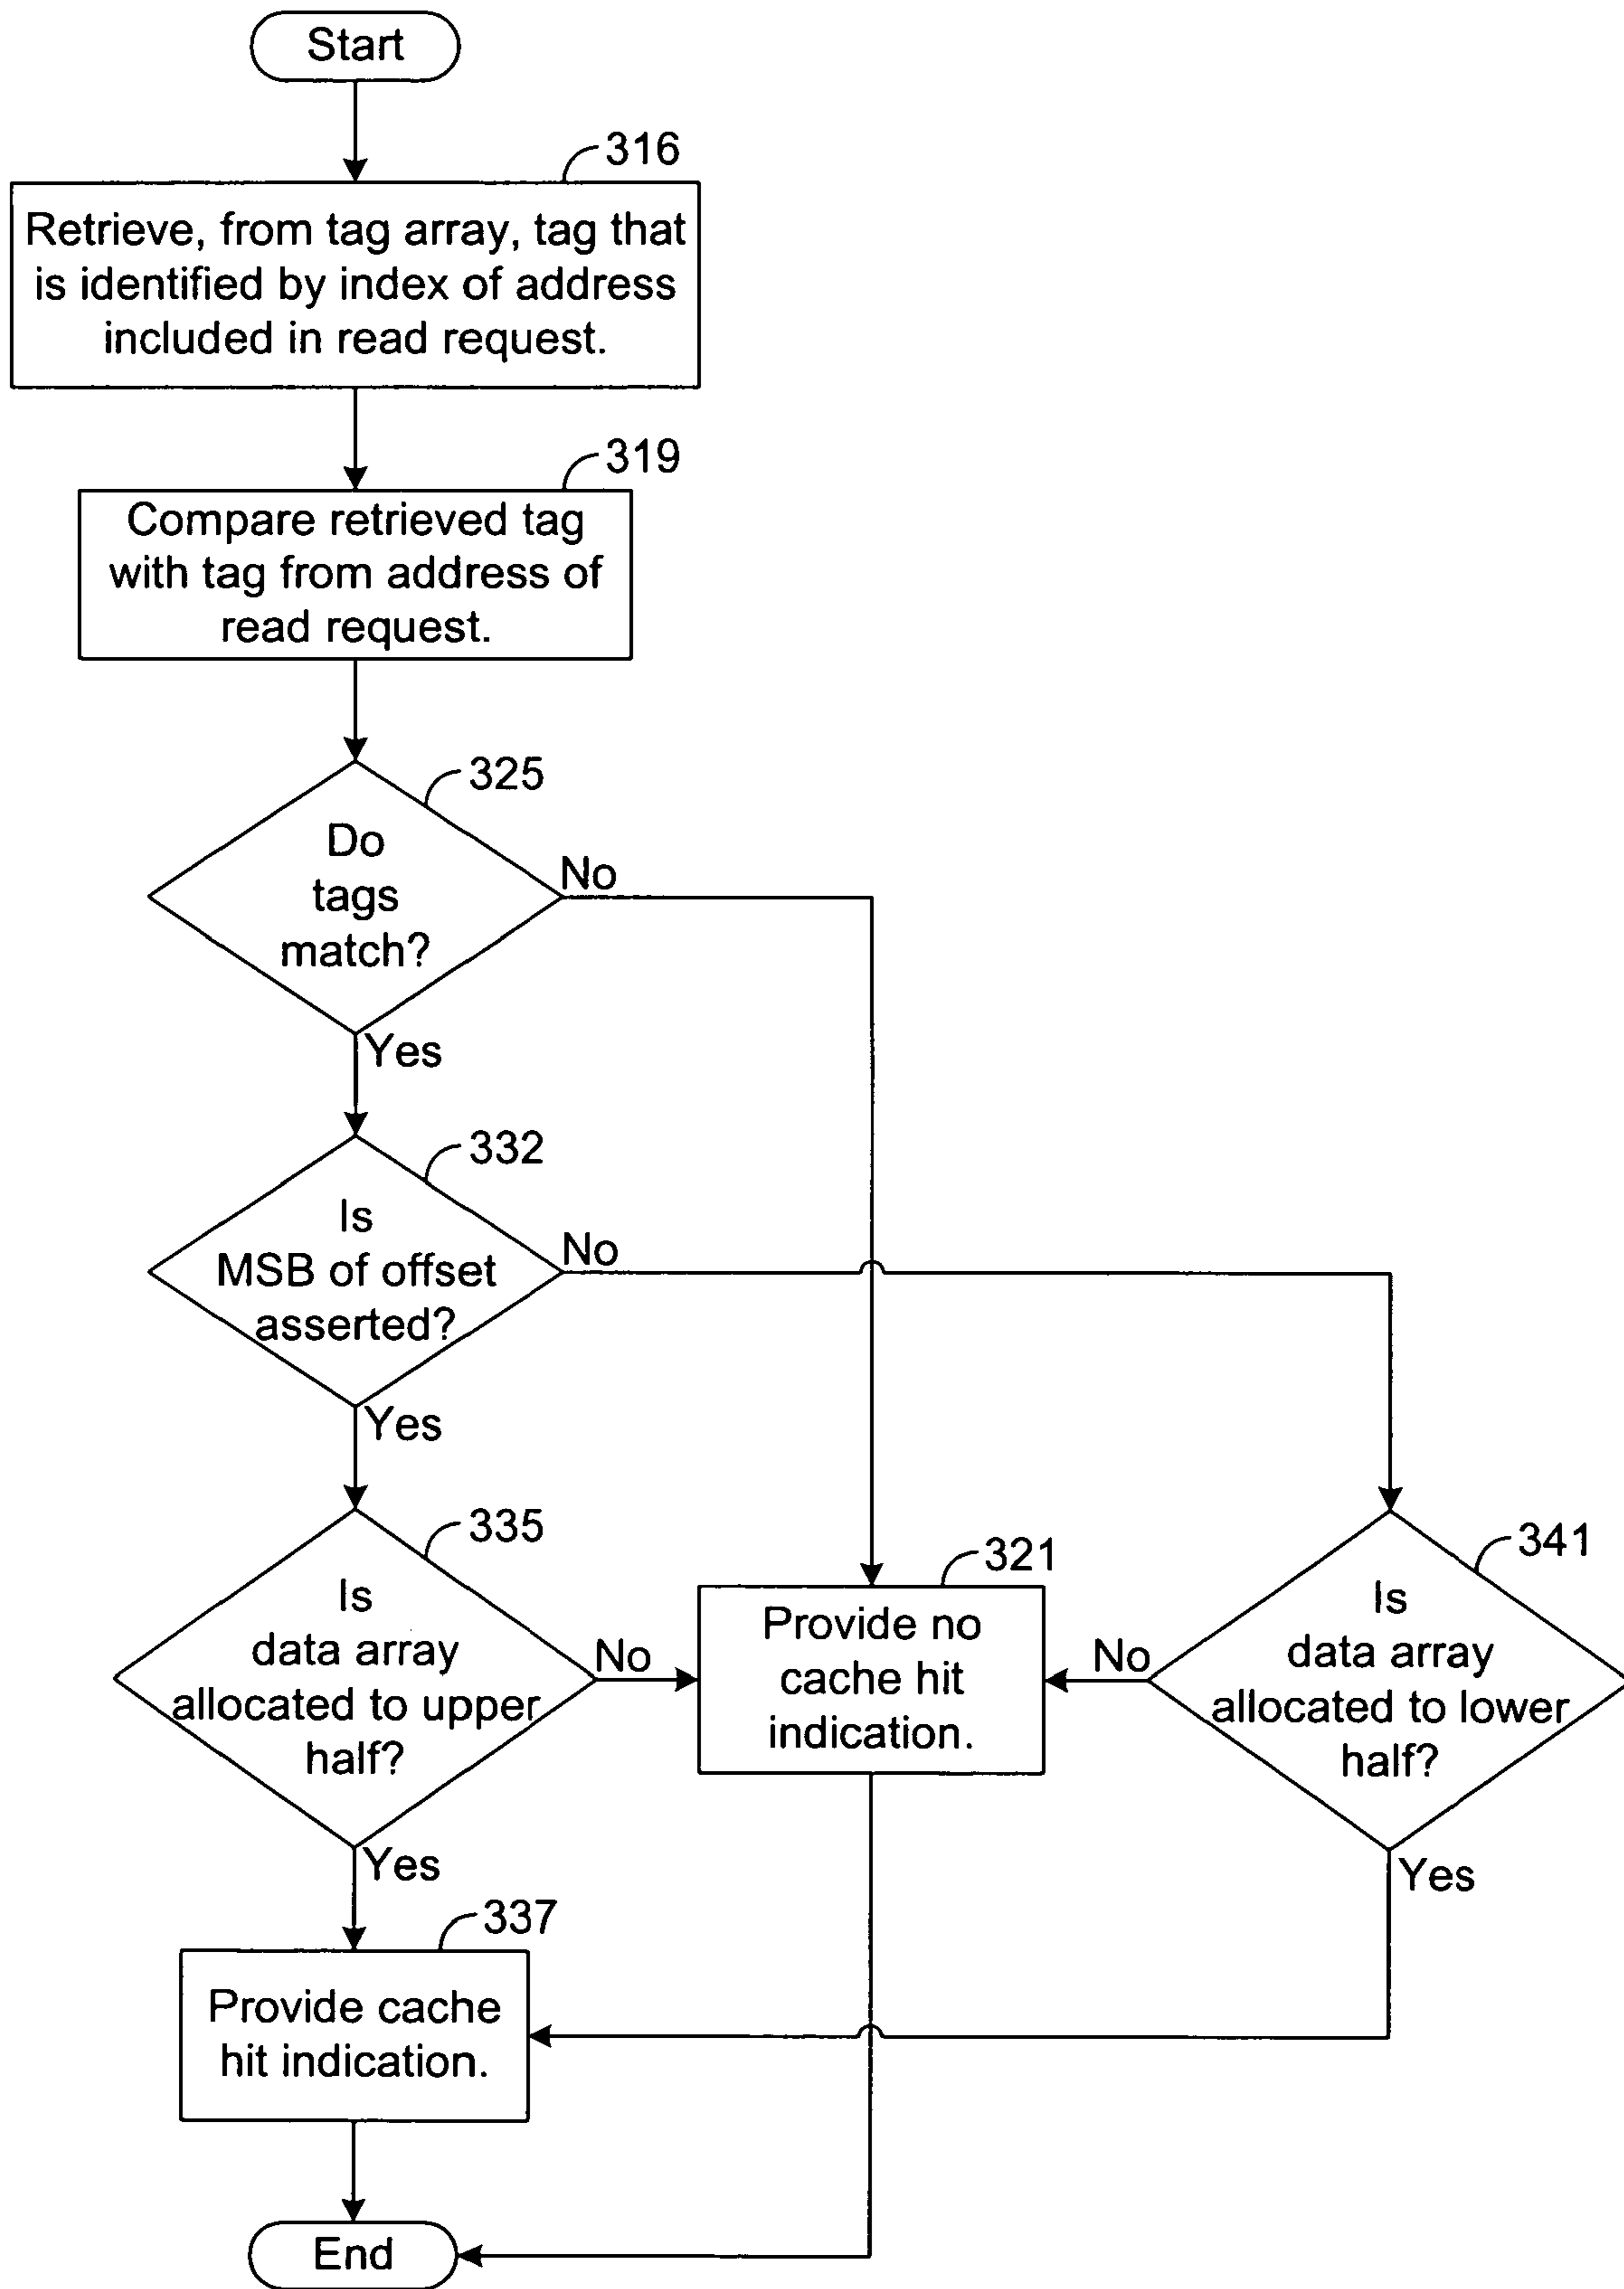 Start
316
Retrieve, from tag array, tag that
is identified by index of address
included in read request.
319
Compare retrieved tag
with tag from address of
read request.
325
Do
tags
match?
No
Yes
332
Is
MSB of offset
asserted?
No
Yes
335
Is
data array
allocated to upper
half?
No
Yes
321
Provide no
cache hit
indication.
341
Is
data array
allocated to lower
half?
No
Yes
337
Provide cache
hit indication.
End